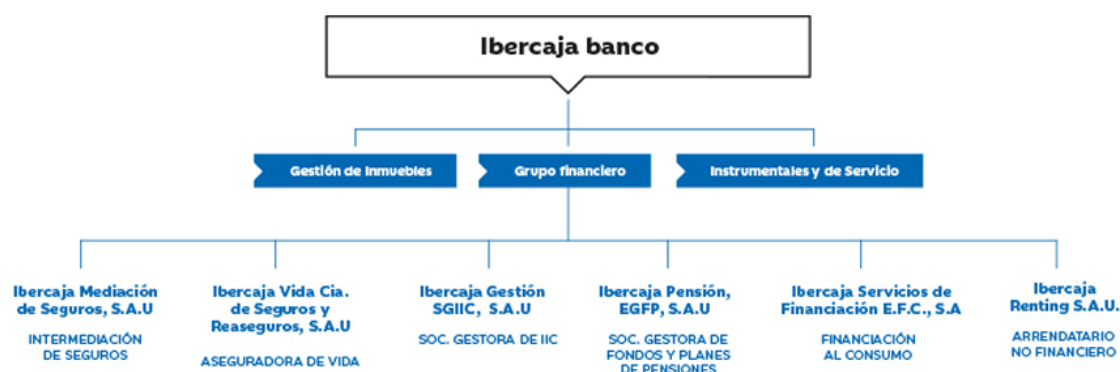 Ibercaja banco
Gestión de Inmuebles
Grupo financiero
Instrumentales y de Servicio
Ibercaja Mediación
de Seguros, S.A.U
INTERMEDIACIÓN
DE SEGUROS
Ibercaja Vida Cia.
de Seguros y
Reaseguros, S.A.U
ASEGURADORA DE VIDA
Ibercaja Gestión
SGIIC, S.A.U
SOC. GESTORA DE IIC
Ibercaja Pensión,
EGFP, S.A.U
SOC. GESTORA DE
FONDOS Y PLANES
DE PENSIONES
Ibercaja Servicios de
Financiación E.F.C., S.A
FINANCIACIÓN
AL CONSUMO
Ibercaja
Renting S.A.U.
ARRENDATARIO
NO FINANCIERO